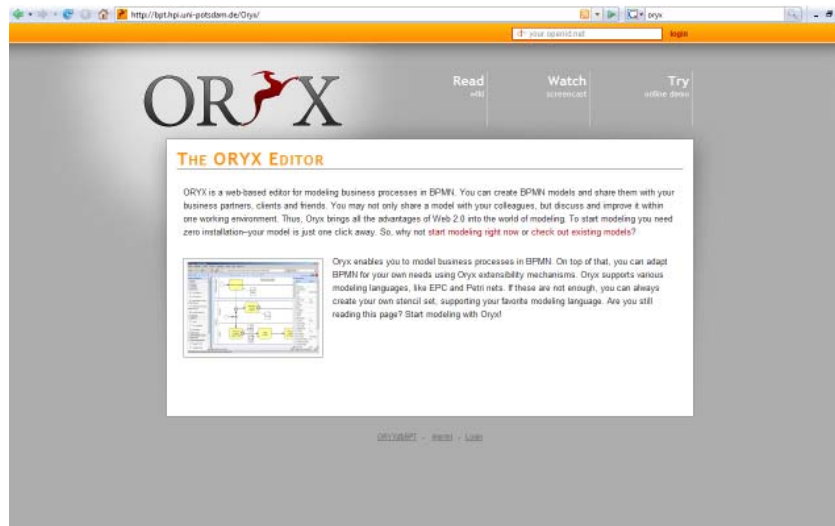 http://bpt.hpi.uni-potsdam.de/Oryx/
oryx
your openid.net
login
ORYX
Read
wiki
Watch
screencast
Try
online demo
THE ORYX EDITOR
ORYX is a web-based editor for modeling business processes in BPMN. You can create BPMN models and share them with your
business partners, clients and friends. You may not only share a model with your colleagues, but discuss and improve it within
one working environment. Thus, Oryx brings all the advantages of Web 2.0 into the world of modeling. To start modeling you need
zero installation–your model is just one click away. So, why not start modeling right now or check out existing models?
Oryx enables you to model business processes in BPMN. On top of that, you can adapt
BPMN for your own needs using Oryx extensibility mechanisms. Oryx supports various
modeling languages, like EPC and Petri nets. If these are not enough, you can always
create your own stencil set, supporting your favorite modeling language. Are you still
reading this page? Start modeling with Oryx!
ORYX@BPT - Imprint - Login